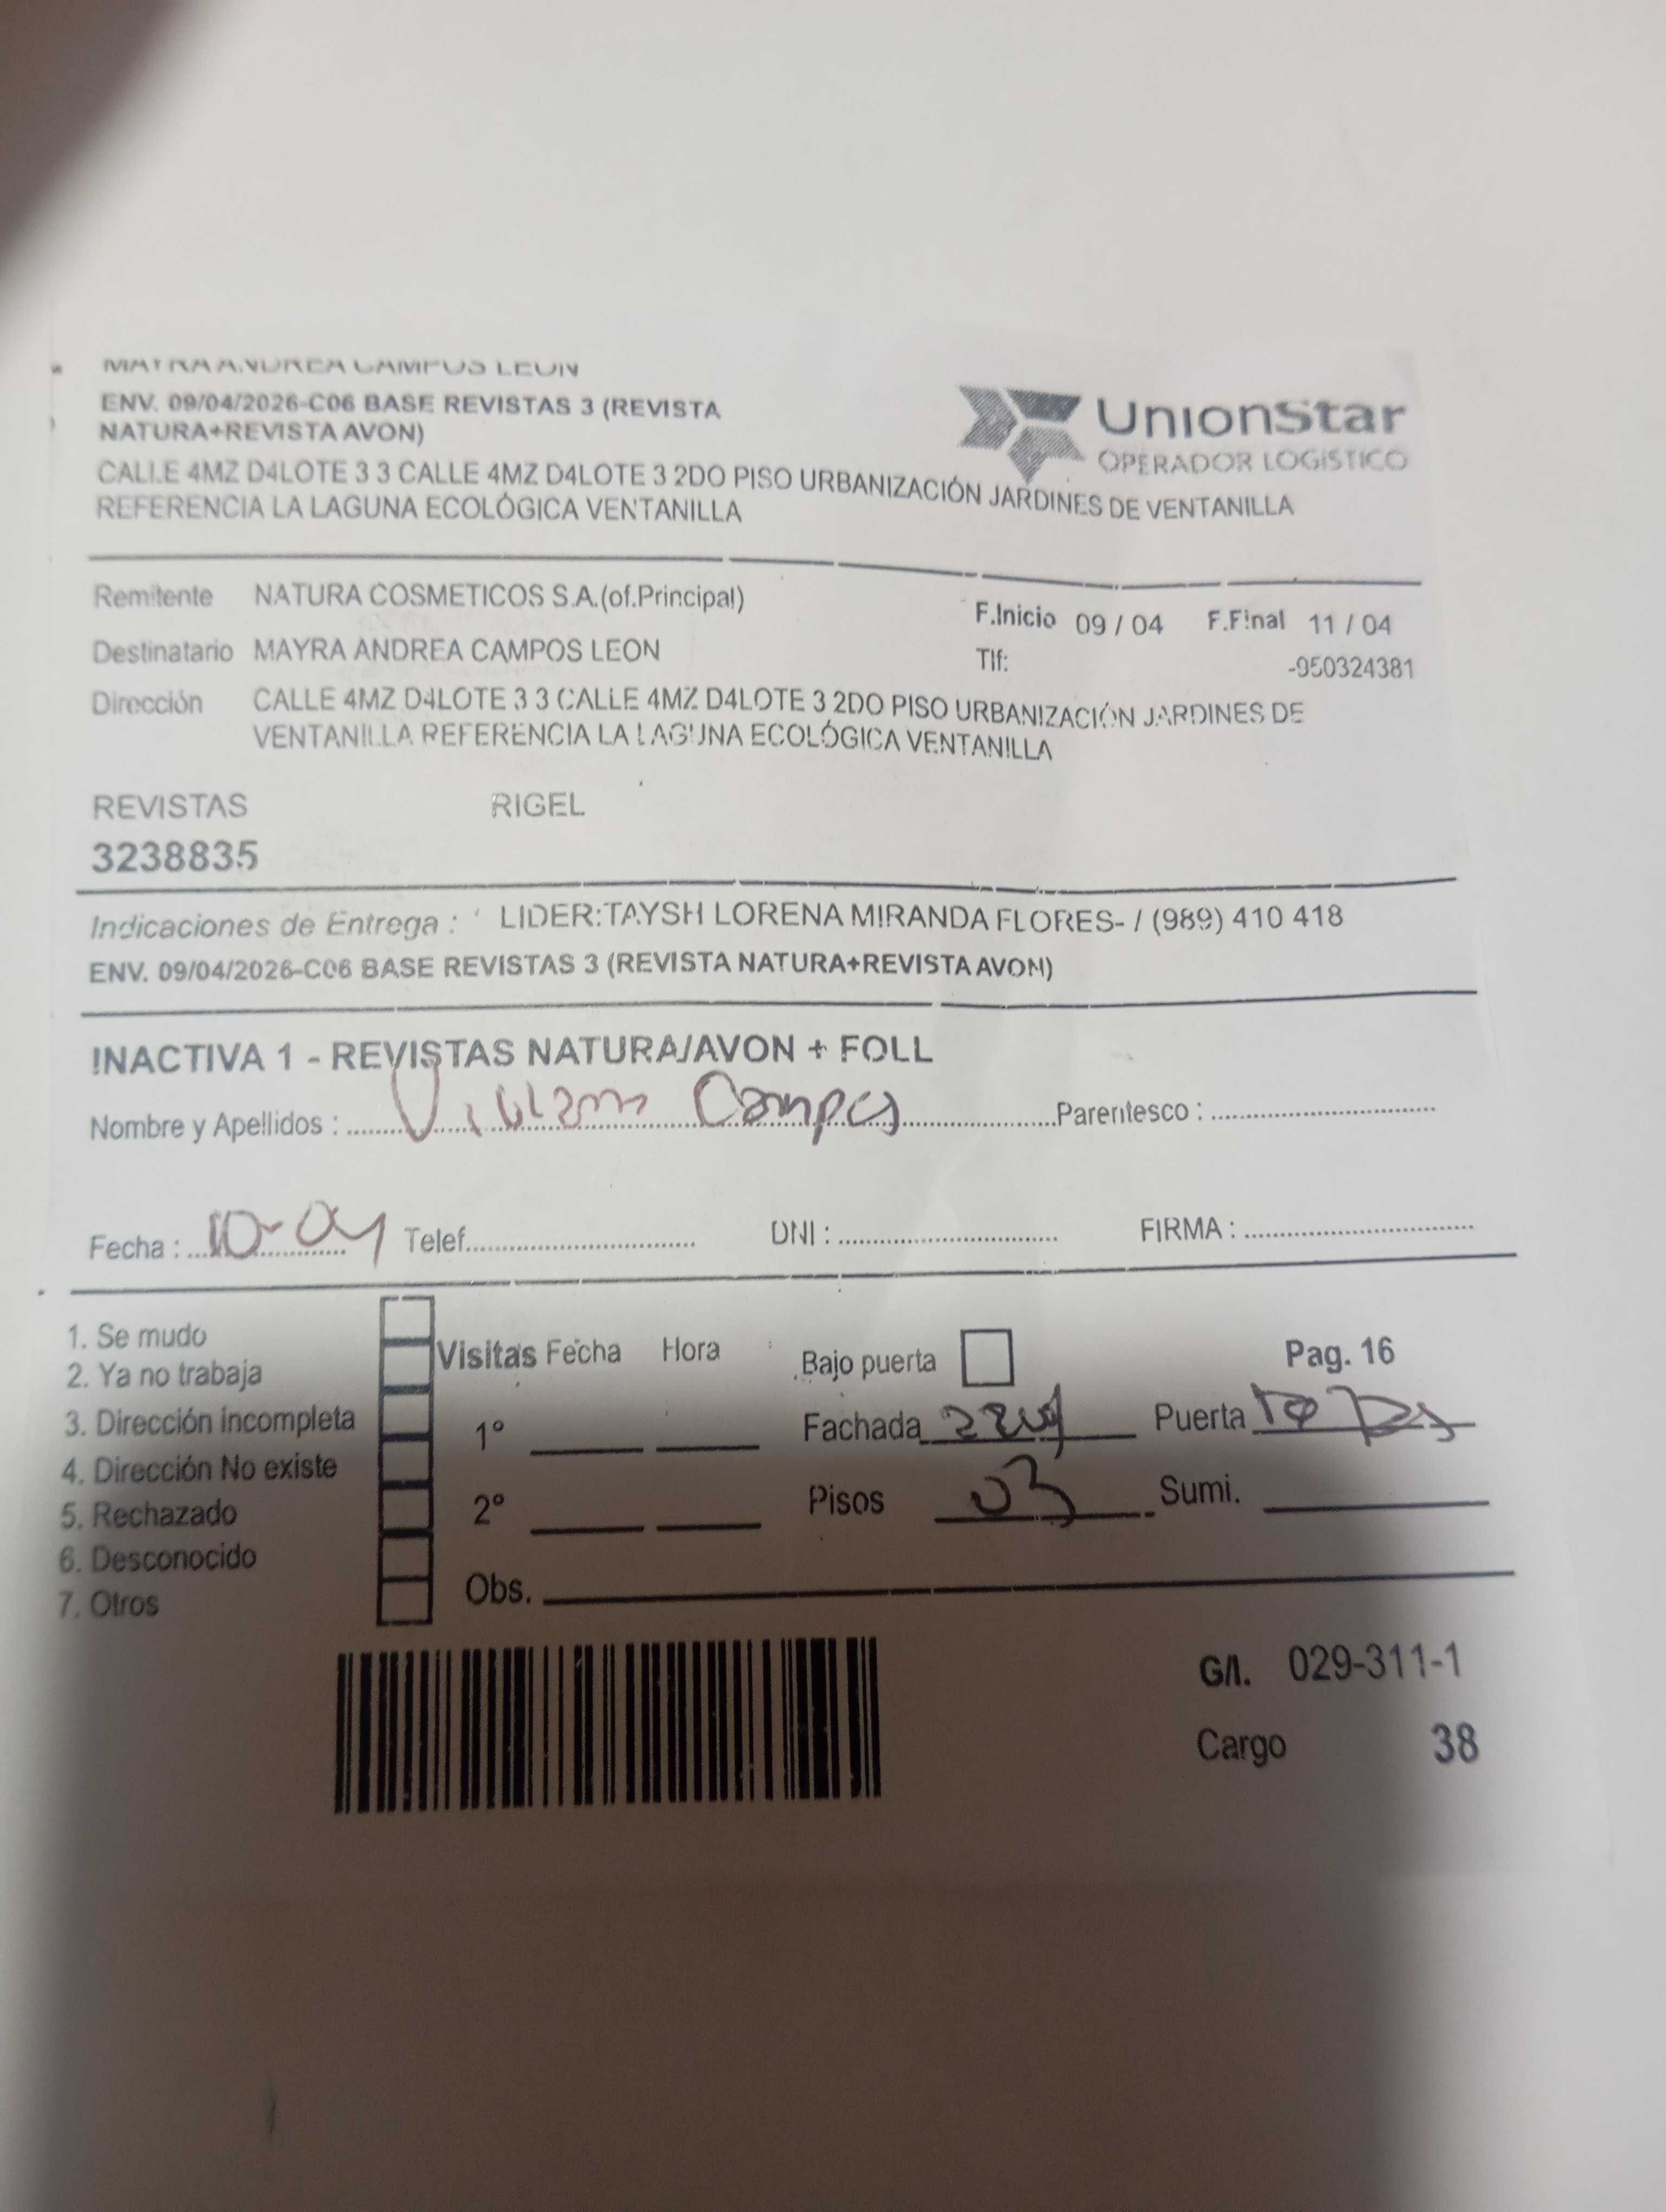 MAYRA ANDREA CAMPOS LEON
ENV. 09/04/2026-C06 BASE REVISTAS 3 (REVISTA
NATURA+REVISTA AVON)
UnionStar
OPERADOR LOGÍSTICO
CALLE 4MZ D4LOTE 3 3 CALLE 4MZ D4LOTE 3 2DO PISO URBANIZACIÓN JARDINES DE VENTANILLA
REFERENCIA LA LAGUNA ECOLÓGICA VENTANILLA
Remitente NATURA COSMETICOS S.A.(of.Principal)
F.Inicio 09 / 04 F.Final 11 / 04
Destinatario MAYRA ANDREA CAMPOS LEON
Tlf: -950324381
Dirección CALLE 4MZ D4LOTE 3 3 CALLE 4MZ D4LOTE 3 2DO PISO URBANIZACIÓN JARDINES DE
VENTANILLA REFERENCIA LA LAGUNA ECOLÓGICA VENTANILLA
REVISTAS RIGEL
3238835
Indicaciones de Entrega : LIDER:TAYSH LORENA MIRANDA FLORES- / (989) 410 418
ENV. 09/04/2026-C06 BASE REVISTAS 3 (REVISTA NATURA+REVISTA AVON)
INACTIVA 1 - REVISTAS NATURA/AVON + FOLL
Nombre y Apellidos : Viviana Campos Parentesco :
Fecha : 10-04 Telef. DNI : FIRMA :
1. Se mudo
2. Ya no trabaja
3. Dirección incompleta
4. Dirección No existe
5. Rechazado
6. Desconocido
7. Otros
Visitas Fecha Hora
1°
2°
Obs.
Bajo puerta Pag. 16
Fachada Puerta
Pisos 03 Sumi.
G/I. 029-311-1
Cargo 38